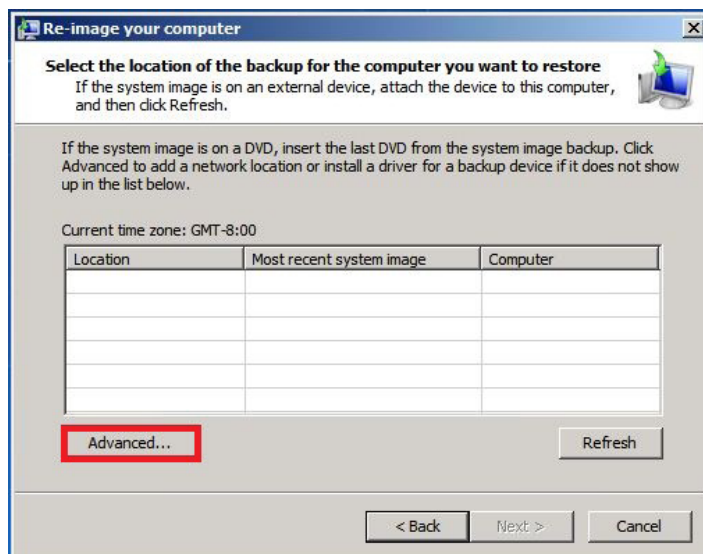 Re-image your computer
Select the location of the backup for the computer you want to restore
If the system image is on an external device, attach the device to this computer,
and then click Refresh.
If the system image is on a DVD, insert the last DVD from the system image backup. Click
Advanced to add a network location or install a driver for a backup device if it does not show
up in the list below.
Current time zone: GMT-8:00
Location Most recent system image Computer
Advanced... Refresh
< Back Next > Cancel